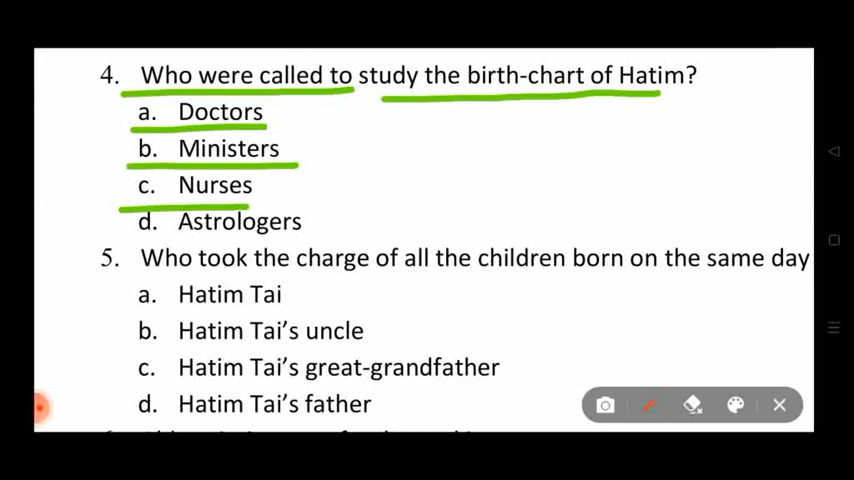 4. Who were called to study the birth-chart of Hatim?
a. Doctors
b. Ministers
c. Nurses
d. Astrologers
5. Who took the charge of all the children born on the same day
a. Hatim Tai
b. Hatim Tai's uncle
c. Hatim Tai's great-grandfather
d. Hatim Tai's father